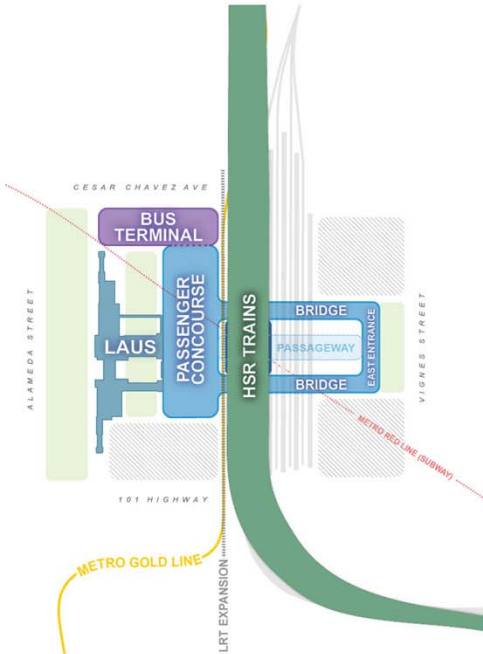 CESAR CHAVEZ AVE
BUS
TERMINAL
ALAMEDA STREET
LAUS
PASSENGER
CONCOURSE
HSR TRAINS
BRIDGE
PASSAGEWAY
BRIDGE
EAST ENTRANCE
VIGNES STREET
METRO RED LINE (SUBWAY)
101 HIGHWAY
METRO GOLD LINE
LRT EXPANSION